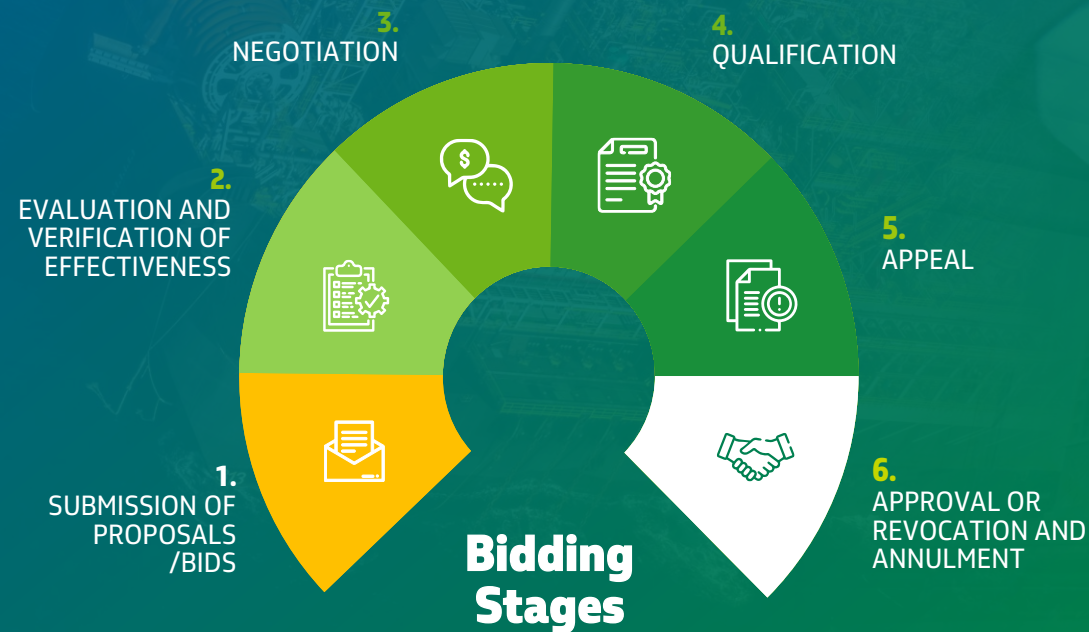 3.
NEGOTIATION
4.
QUALIFICATION
2.
EVALUATION AND
VERIFICATION OF
EFFECTIVENESS
$
5.
APPEAL
1.
SUBMISSION OF
PROPOSALS
/BIDS
6.
APPROVAL OR
REVOCATION AND
ANNULMENT
Bidding
Stages